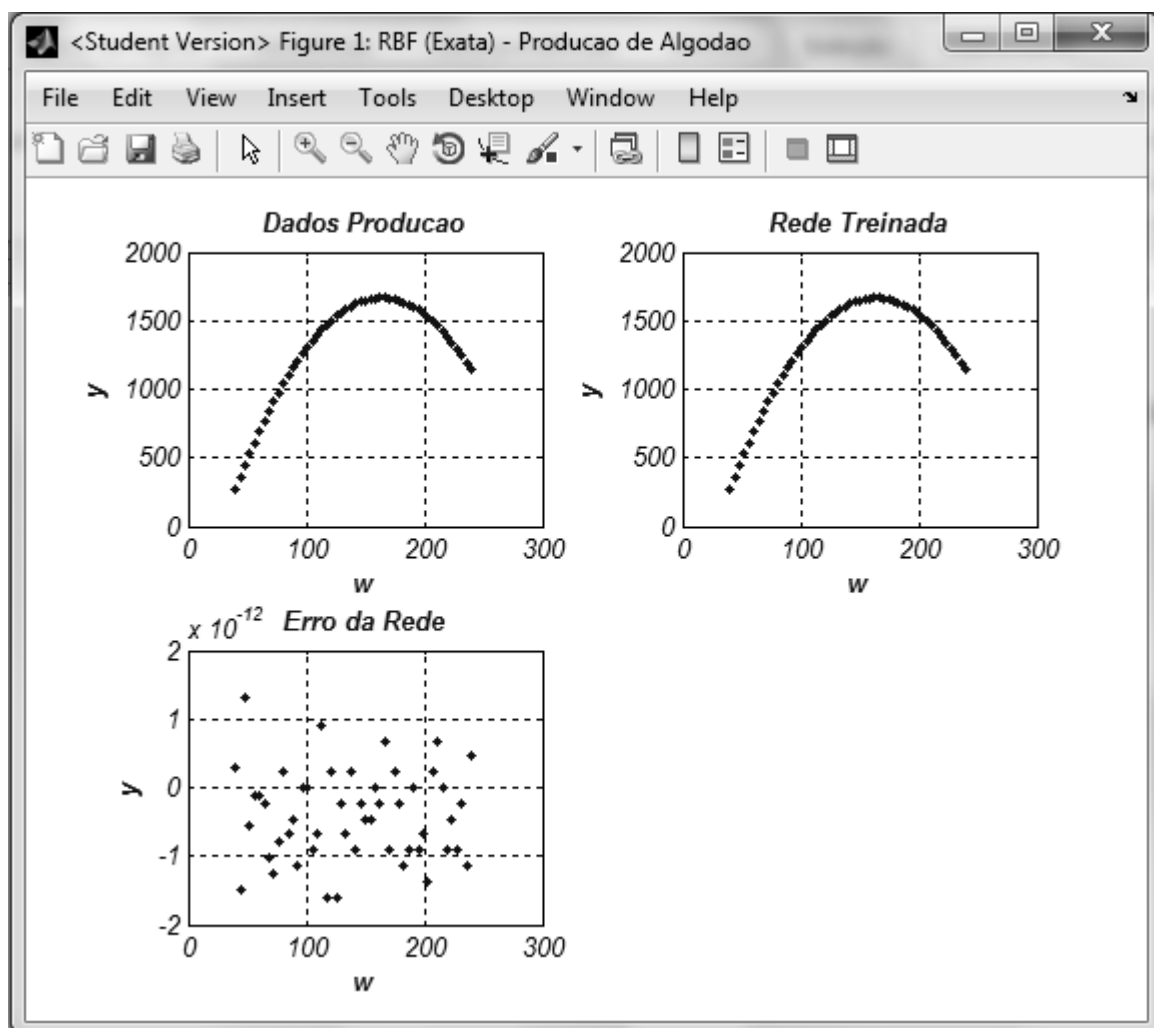 <Student Version> Figure 1: RBF (Exata) - Producao de Algodao
File Edit View Insert Tools Desktop Window Help
Dados Producao
2000
1500
1000
500
0
y
0 100 200 300
w
Rede Treinada
2000
1500
1000
500
0
y
0 100 200 300
w
x 10^-12 Erro da Rede
2
1
0
-1
-2
y
0 100 200 300
w